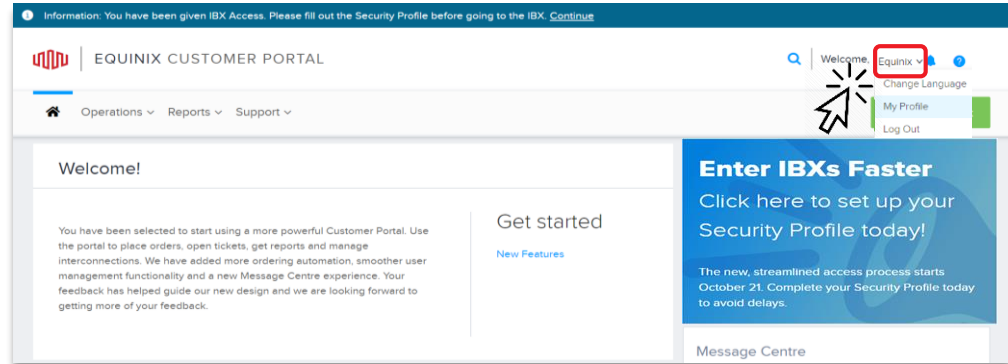 Information: You have been given IBX Access. Please fill out the Security Profile before going to the IBX. Continue
EQUINIX CUSTOMER PORTAL
Welcome, Equinix
Change Language
My Profile
Log Out
Operations Reports Support
Welcome!
You have been selected to start using a more powerful Customer Portal. Use
the portal to place orders, open tickets, get reports and manage
interconnections. We have added more ordering automation, smoother user
management functionality and a new Message Centre experience. Your
feedback has helped guide our new design and we are looking forward to
getting more of your feedback.
Get started
New Features
Enter IBXs Faster
Click here to set up your
Security Profile today!
The new, streamlined access process starts
October 21. Complete your Security Profile today
to avoid delays.
Message Centre